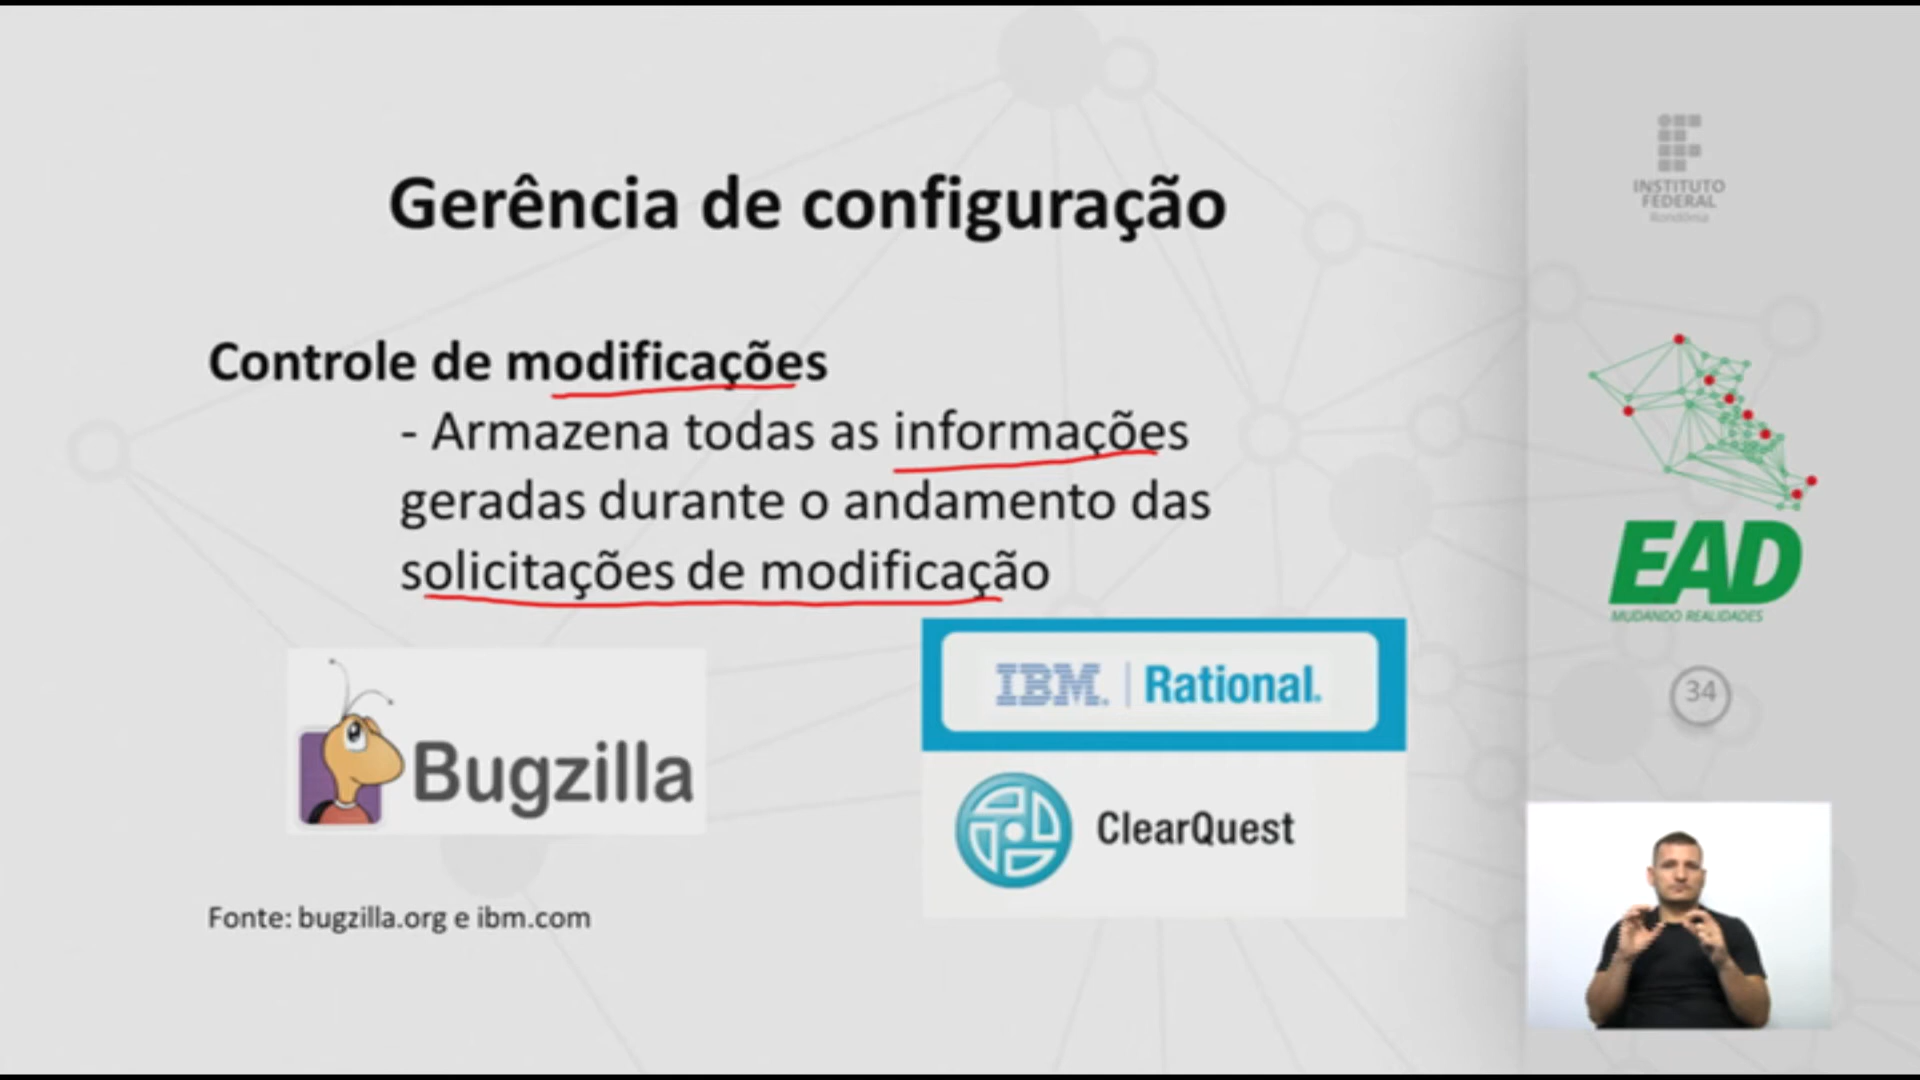 Gerência de configuração
Controle de modificações
- Armazena todas as informações
geradas durante o andamento das
solicitações de modificação
Bugzilla
IBM. | Rational.
ClearQuest
Fonte: bugzilla.org e ibm.com
INSTITUTO
FEDERAL
Rondônia
EAD
MUDANDO REALIDADES
34